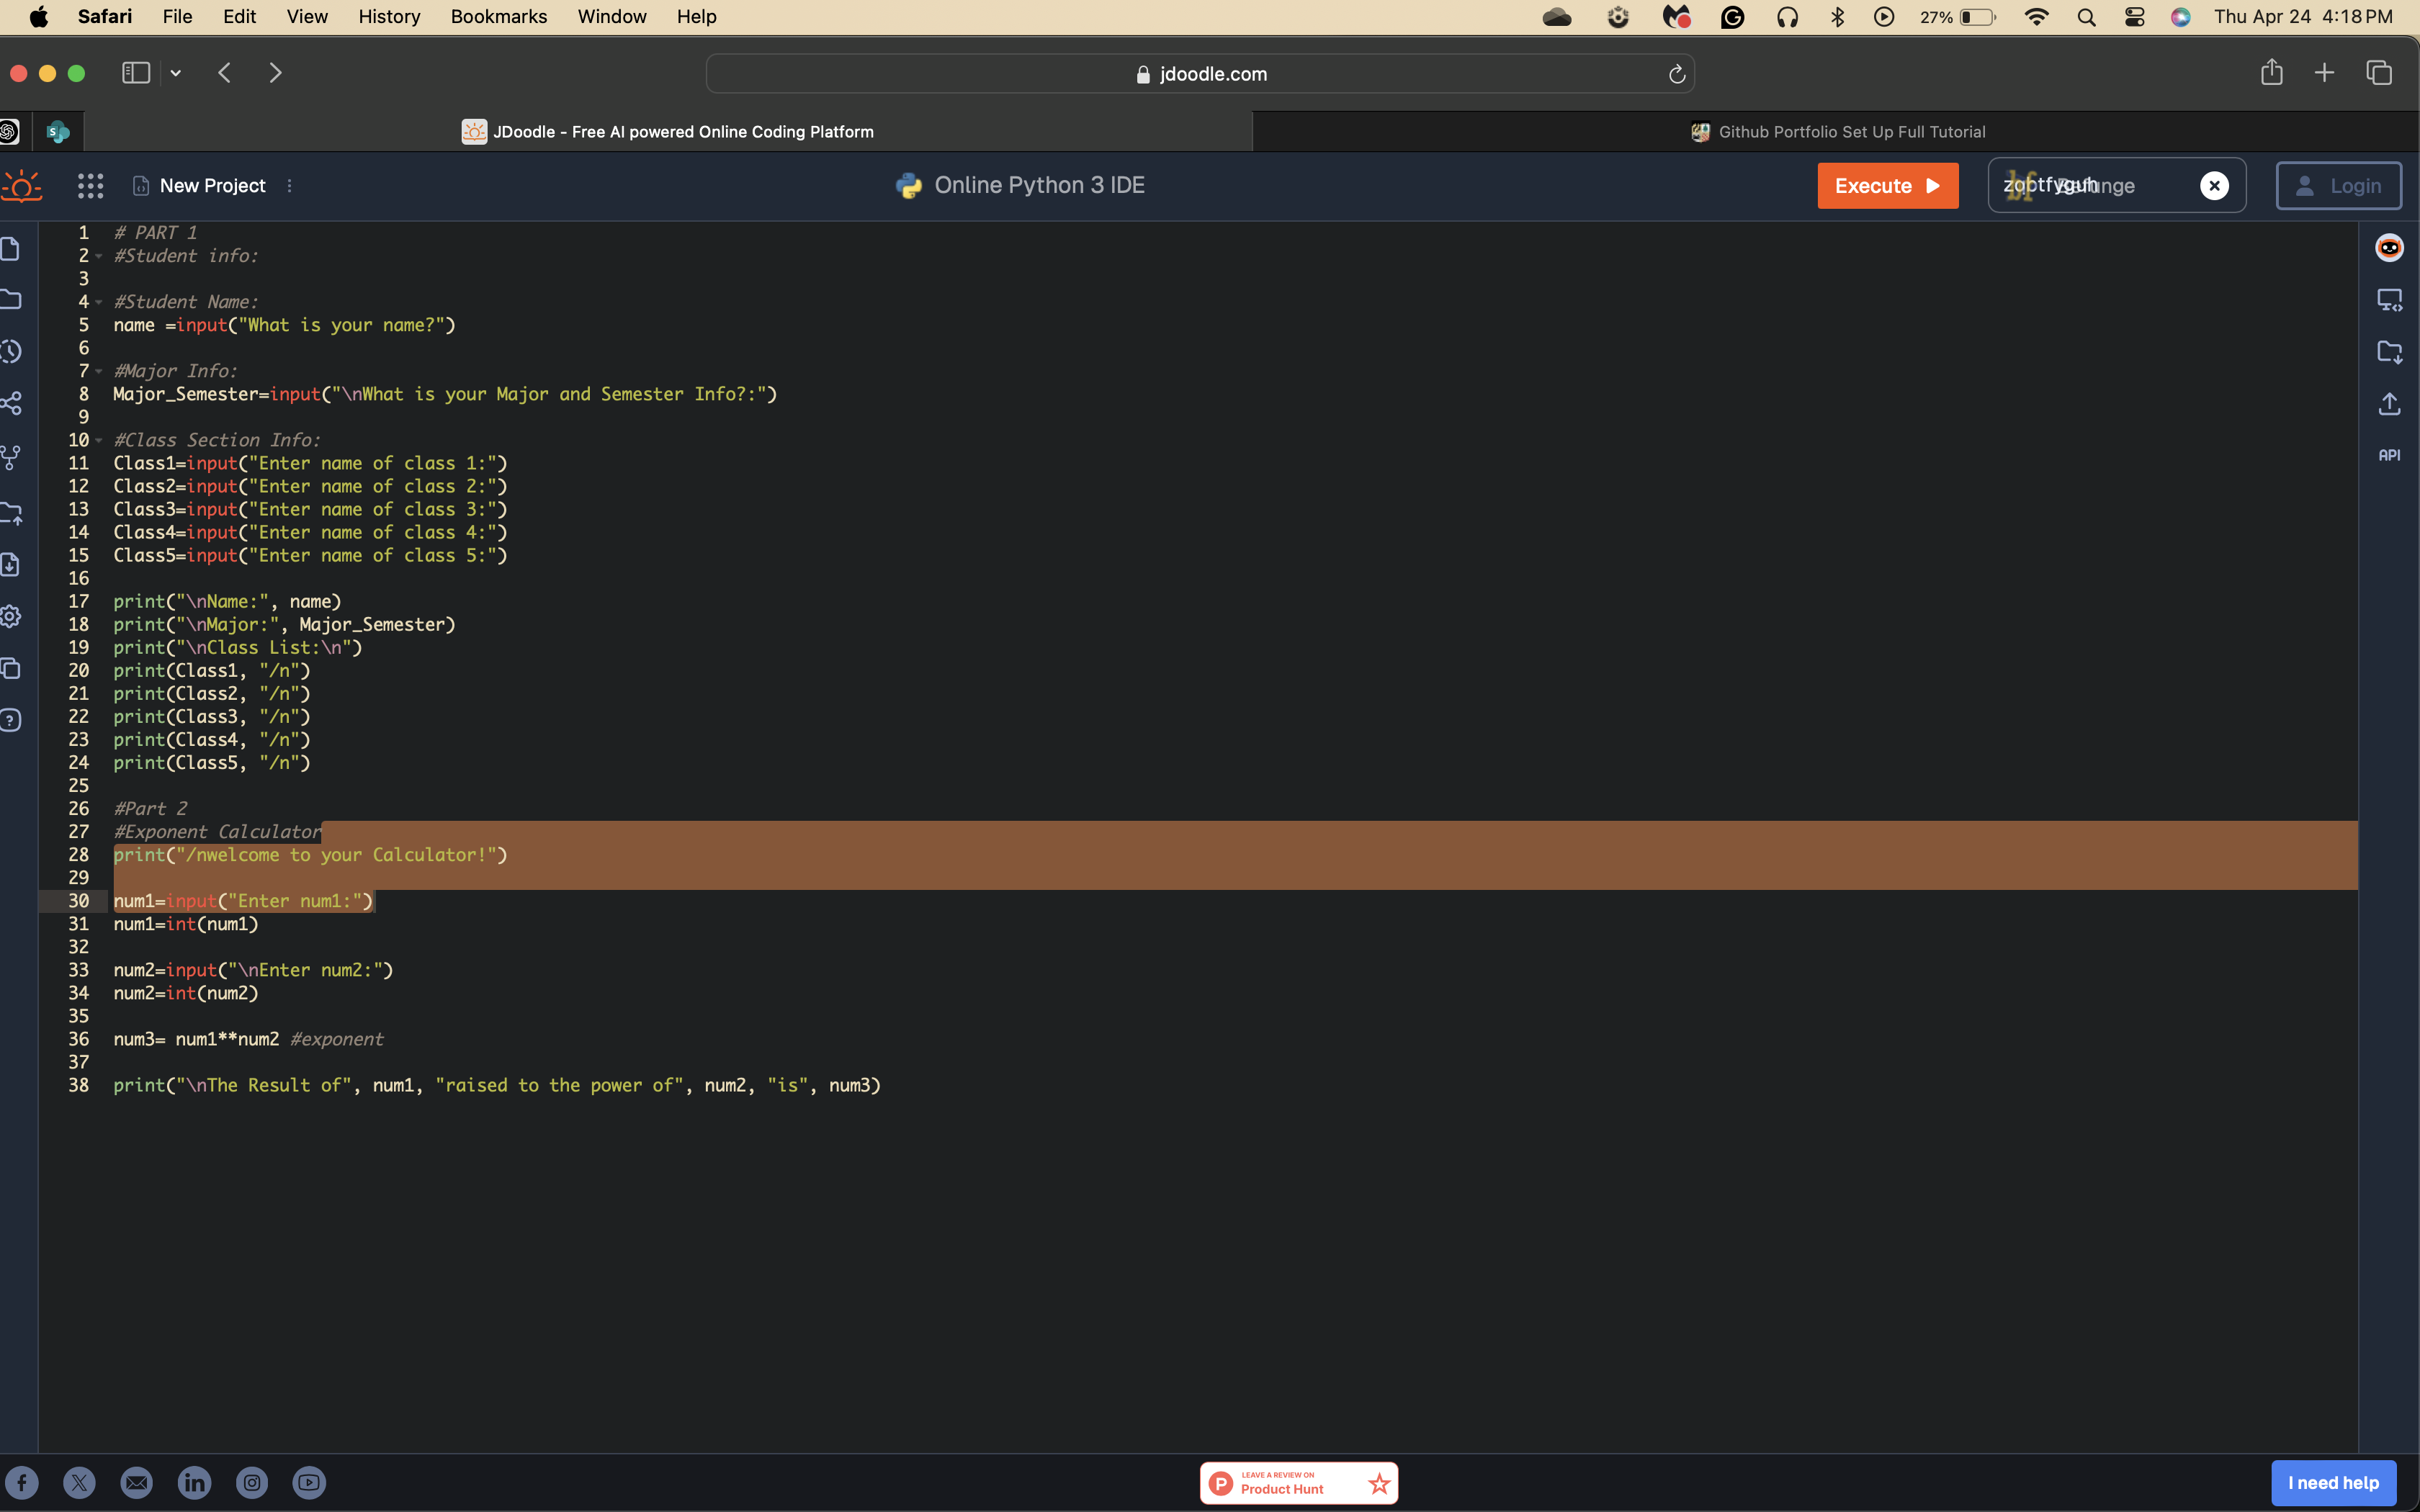 Safari File Edit View History Bookmarks Window Help 27% Thu Apr 24 4:18 PM
jdoodle.com
S JDoodle - Free AI powered Online Coding Platform Github Portfolio Set Up Full Tutorial
New Project Online Python 3 IDE Execute Login
1 # PART 1
2 #Student info:
3
4 #Student Name:
5 name =input("What is your name?")
6
7 #Major Info:
8 Major_Semester=input("\nWhat is your Major and Semester Info?:")
9
10 #Class Section Info:
11 Class1=input("Enter name of class 1:")
12 Class2=input("Enter name of class 2:")
13 Class3=input("Enter name of class 3:")
14 Class4=input("Enter name of class 4:")
15 Class5=input("Enter name of class 5:")
16
17 print("\nName:", name)
18 print("\nMajor:", Major_Semester)
19 print("\nClass List:\n")
20 print(Class1, "/n")
21 print(Class2, "/n")
22 print(Class3, "/n")
23 print(Class4, "/n")
24 print(Class5, "/n")
25
26 #Part 2
27 #Exponent Calculator
28 print("/nwelcome to your Calculator!")
29
30 num1=input("Enter num1:")
31 num1=int(num1)
32
33 num2=input("\nEnter num2:")
34 num2=int(num2)
35
36 num3= num1**num2 #exponent
37
38 print("\nThe Result of", num1, "raised to the power of", num2, "is", num3)
API
LEAVE A REVIEW ON
Product Hunt
I need help